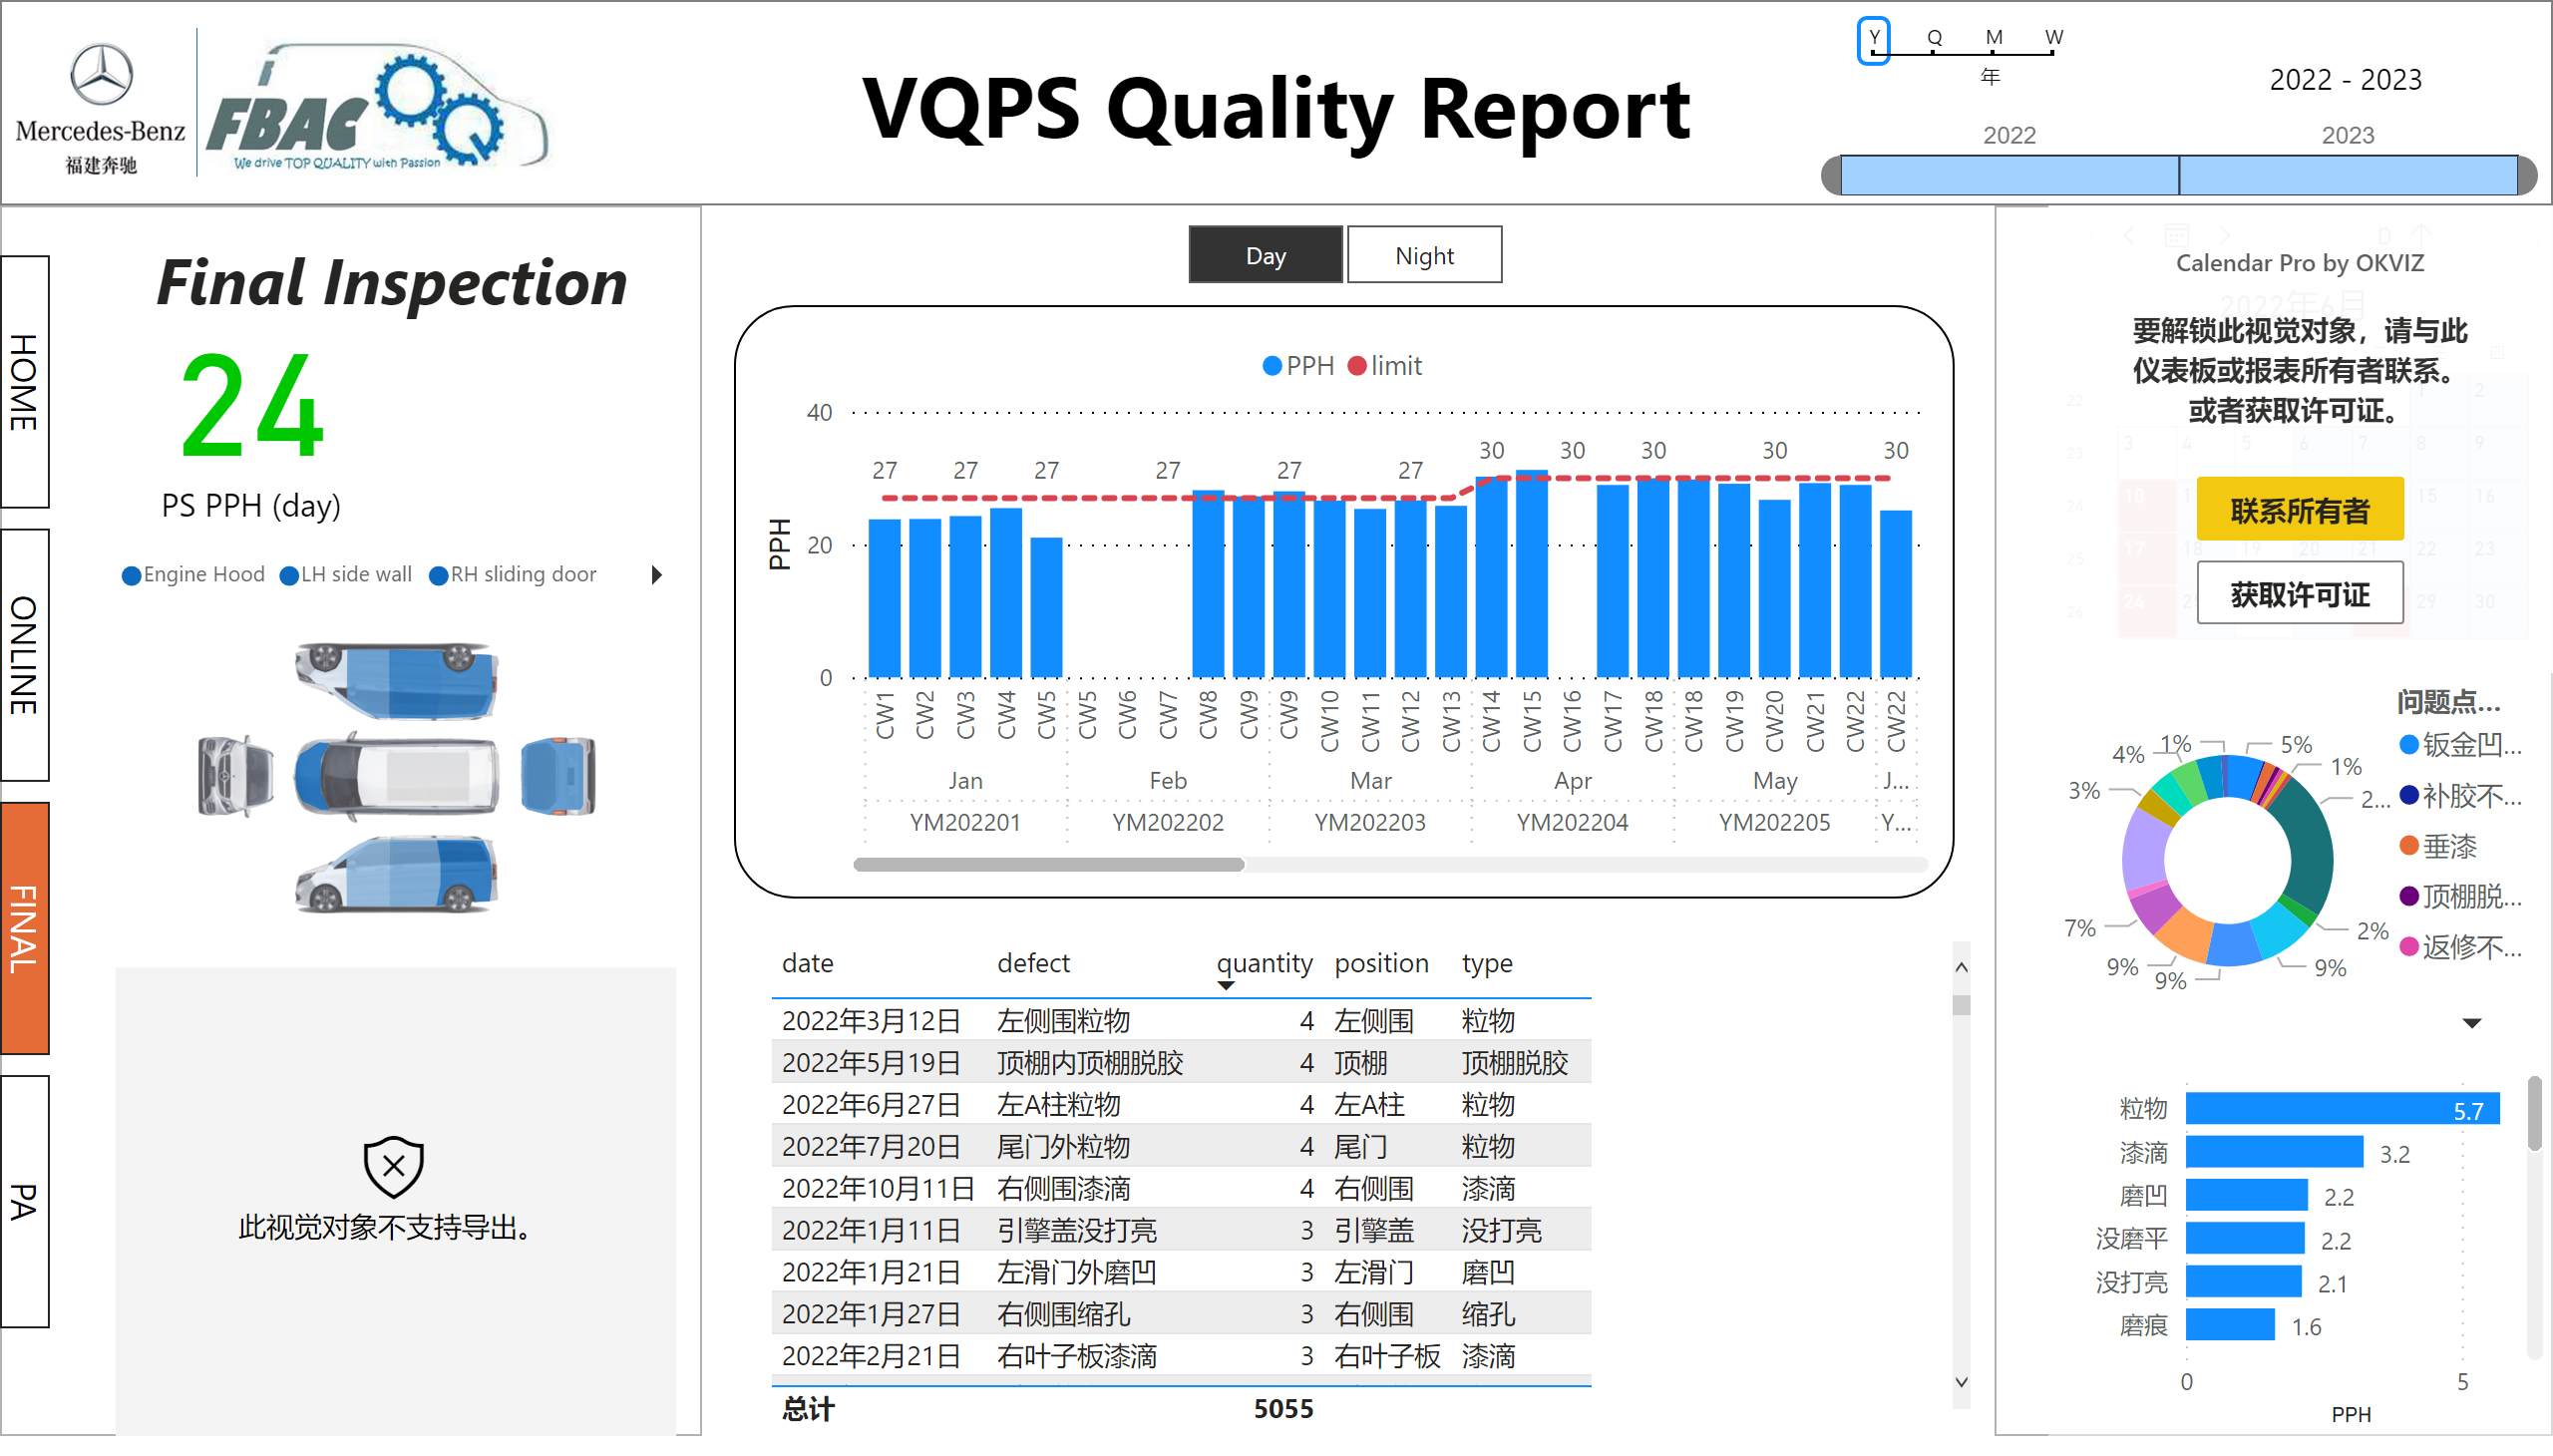 Mercedes-Benz
福建奔驰
FBAC
We drive TOP QUALITY with Passion
VQPS Quality Report
Y Q M W
年
2022 - 2023
2022 2023
HOME
ONLINE
FINAL
PA
Final Inspection
24
PS PPH (day)
Engine Hood LH side wall RH sliding door
此视觉对象不支持导出。
Day Night
PPH limit
PPH
40
20
0
27 27 27 27 27 27 30 30 30 30 30
CW1 CW2 CW3 CW4 CW5 CW5 CW6 CW7 CW8 CW9 CW9 CW10 CW11 CW12 CW13 CW14 CW15 CW16 CW17 CW18 CW18 CW19 CW20 CW21 CW22 CW22
Jan Feb Mar Apr May J...
YM202201 YM202202 YM202203 YM202204 YM202205 Y...
date defect quantity position type
2022年3月12日 左侧围粒物 4 左侧围 粒物
2022年5月19日 顶棚内顶棚脱胶 4 顶棚 顶棚脱胶
2022年6月27日 左A柱粒物 4 左A柱 粒物
2022年7月20日 尾门外粒物 4 尾门 粒物
2022年10月11日 右侧围漆滴 4 右侧围 漆滴
2022年1月11日 引擎盖没打亮 3 引擎盖 没打亮
2022年1月21日 左滑门外磨凹 3 左滑门 磨凹
2022年1月27日 右侧围缩孔 3 右侧围 缩孔
2022年2月21日 右叶子板漆滴 3 右叶子板 漆滴
总计 5055
Calendar Pro by OKVIZ
2022年6月
要解锁此视觉对象，请与此
仪表板或报表所有者联系。
或者获取许可证。
联系所有者
获取许可证
问题点...
钣金凹...
补胶不...
垂漆
顶棚脱...
返修不...
5%
1%
2...
2%
9%
9%
9%
7%
3%
4%
1%
粒物 5.7
漆滴 3.2
磨凹 2.2
没磨平 2.2
没打亮 2.1
磨痕 1.6
0 5
PPH